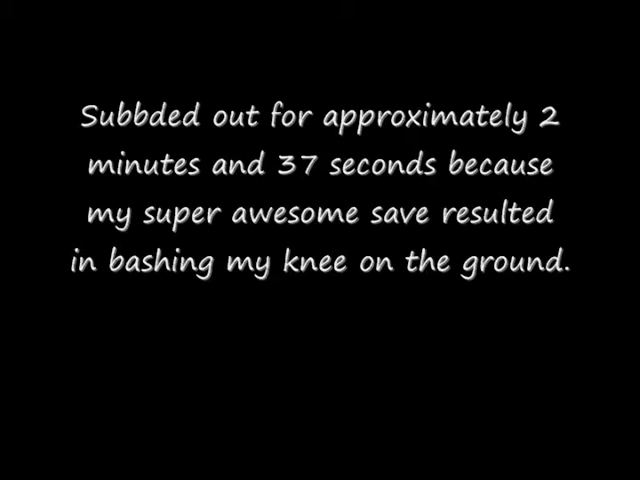 Subbded out for approximately 2
minutes and 37 seconds because
my super awesome save resulted
in bashing my knee on the ground.